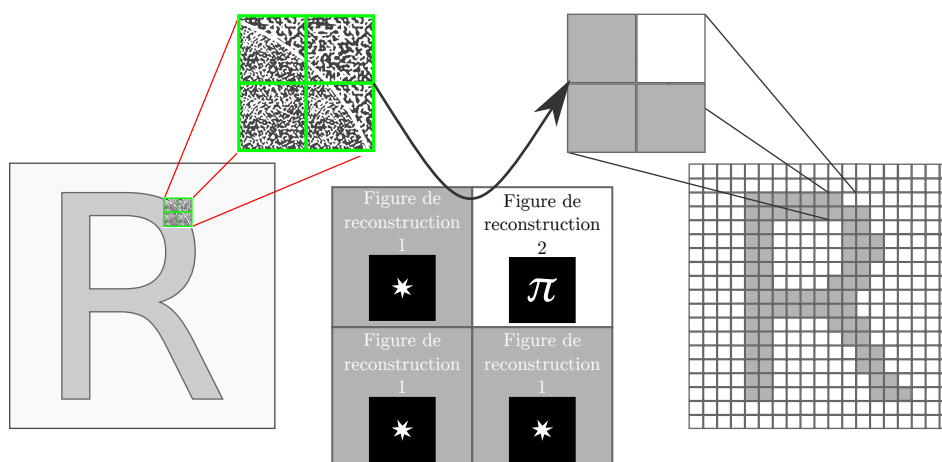 R
Figure de
reconstruction
1
Figure de
reconstruction
2
π
Figure de
reconstruction
1
Figure de
reconstruction
1
R